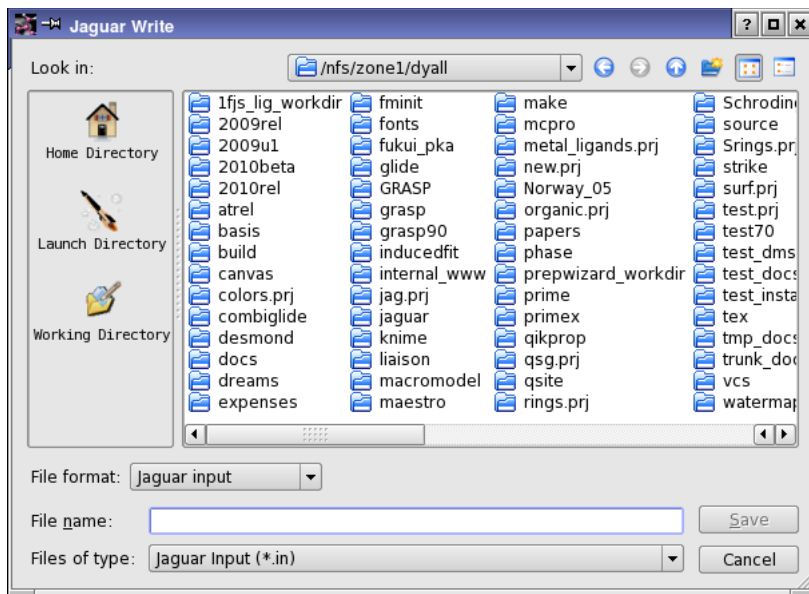 Jaguar Write
Look in:
/nfs/zone1/dyall
Home Directory
Launch Directory
Working Directory
1fjs_lig_workdir
2009rel
2009u1
2010beta
2010rel
atrel
basis
build
canvas
colors.prj
combiglide
desmond
docs
dreams
expenses
fminit
fonts
fukui_pka
glide
GRASP
grasp
grasp90
inducedfit
internal_www
jag.prj
jaguar
knime
liaison
macromodel
maestro
make
mcpro
metal_ligands.prj
new.prj
Norway_05
organic.prj
papers
phase
prepwizard_workdir
prime
primex
qikprop
qsg.prj
qsite
rings.prj
source
strike
surf.prj
test.prj
test70
tex
vcs
File format: Jaguar input
File name:
Save
Files of type: Jaguar Input (*.in)
Cancel